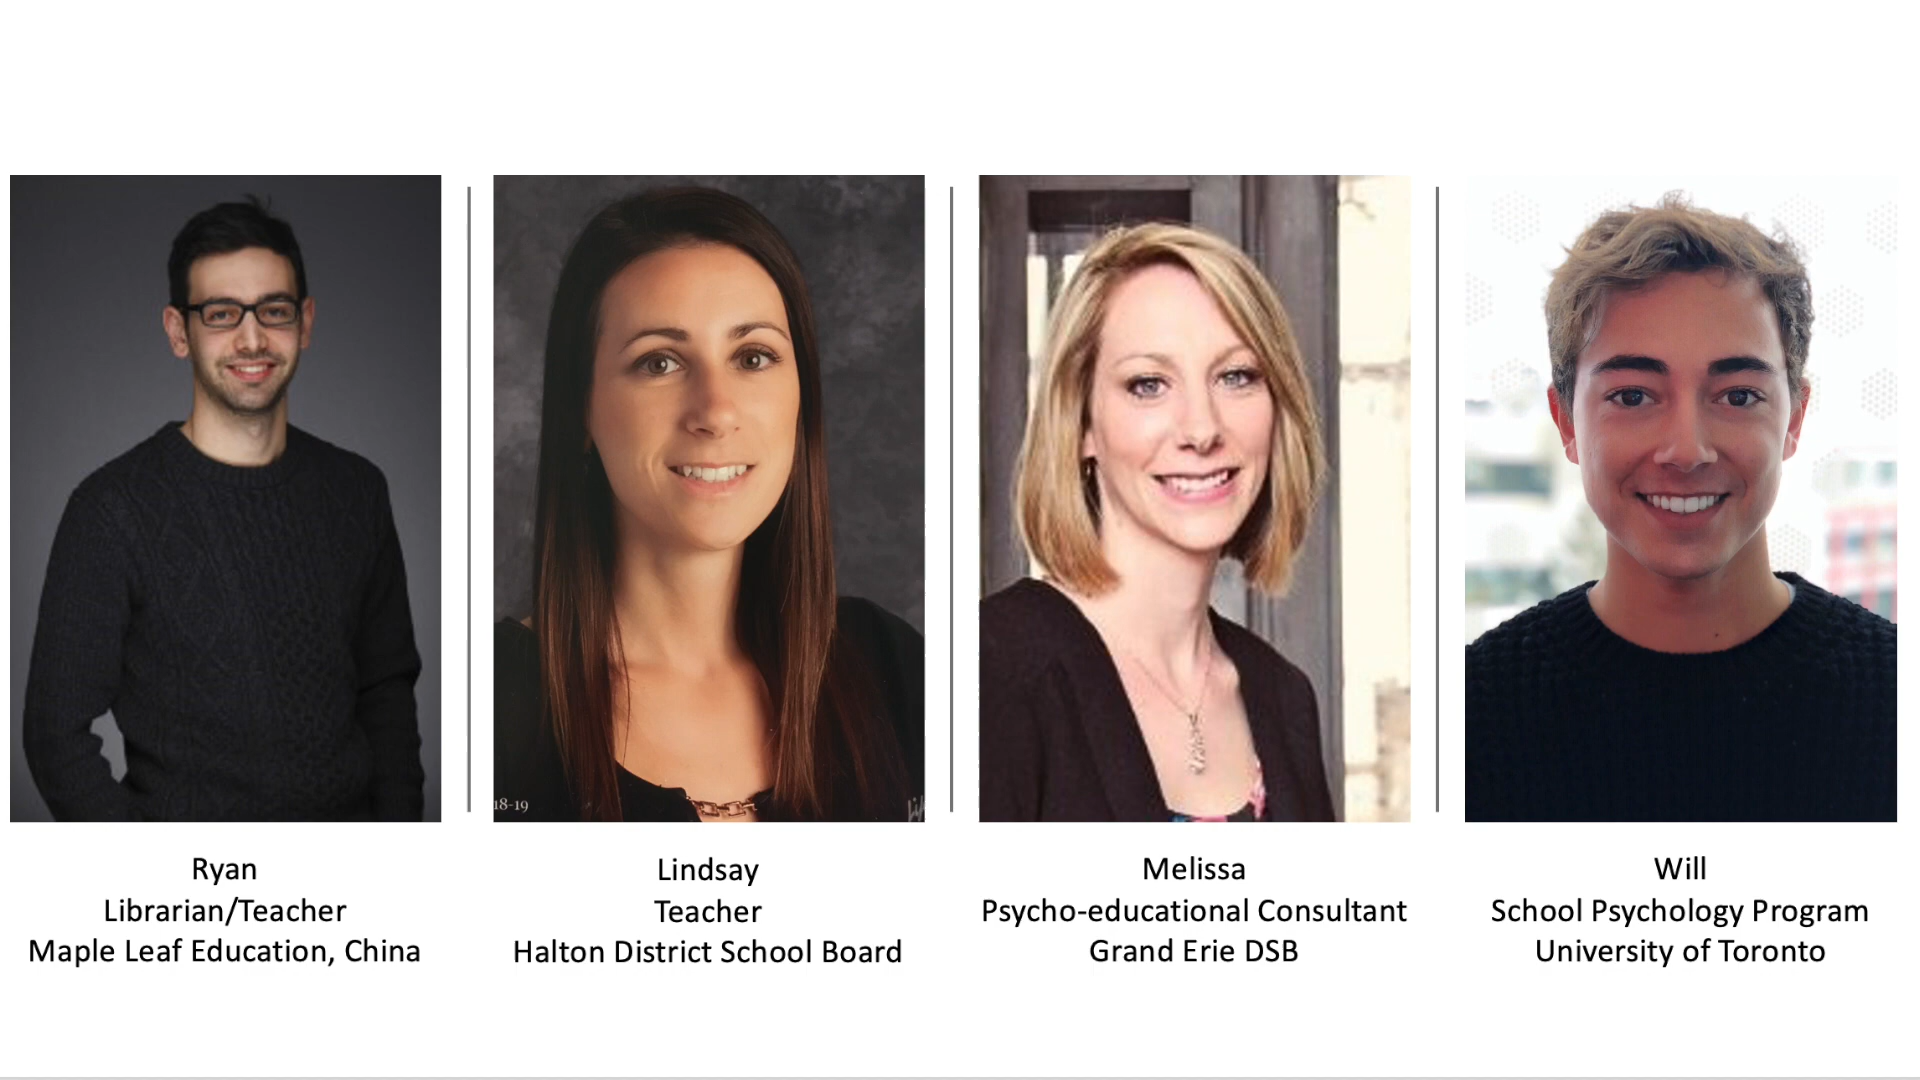 18-19
Ryan
Librarian/Teacher
Maple Leaf Education, China
Lindsay
Teacher
Halton District School Board
Melissa
Psycho-educational Consultant
Grand Erie DSB
Will
School Psychology Program
University of Toronto